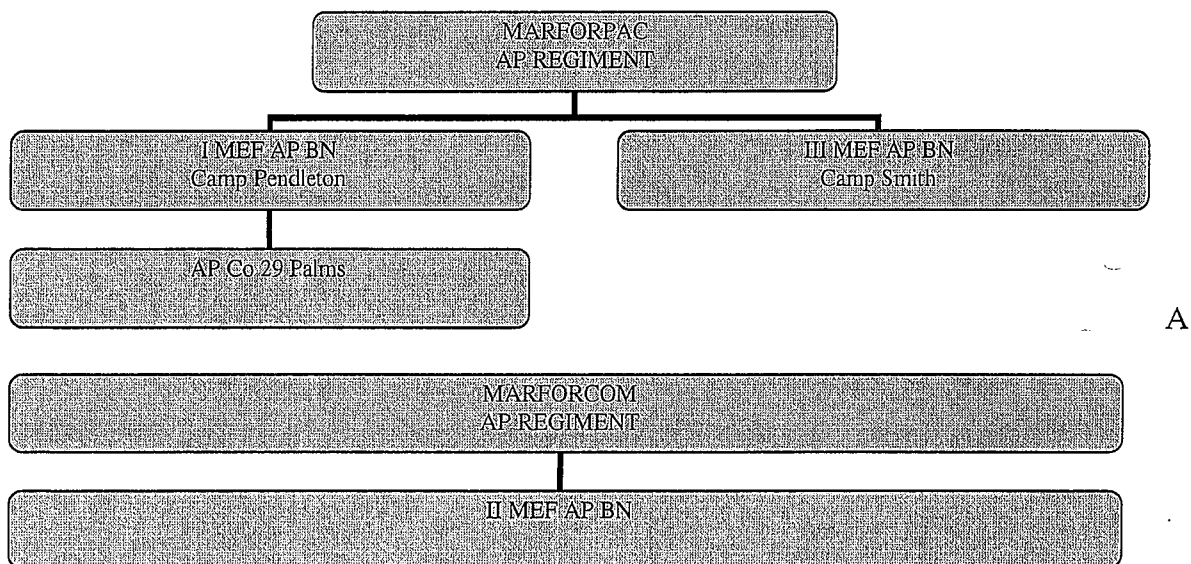 MARFORPAC
AP REGIMENT
I MEF AP BN
Camp Pendleton
III MEF AP BN
Camp Smith
AP Co 29 Palms
A
MARFORCOM
AP REGIMENT
II MEF AP BN